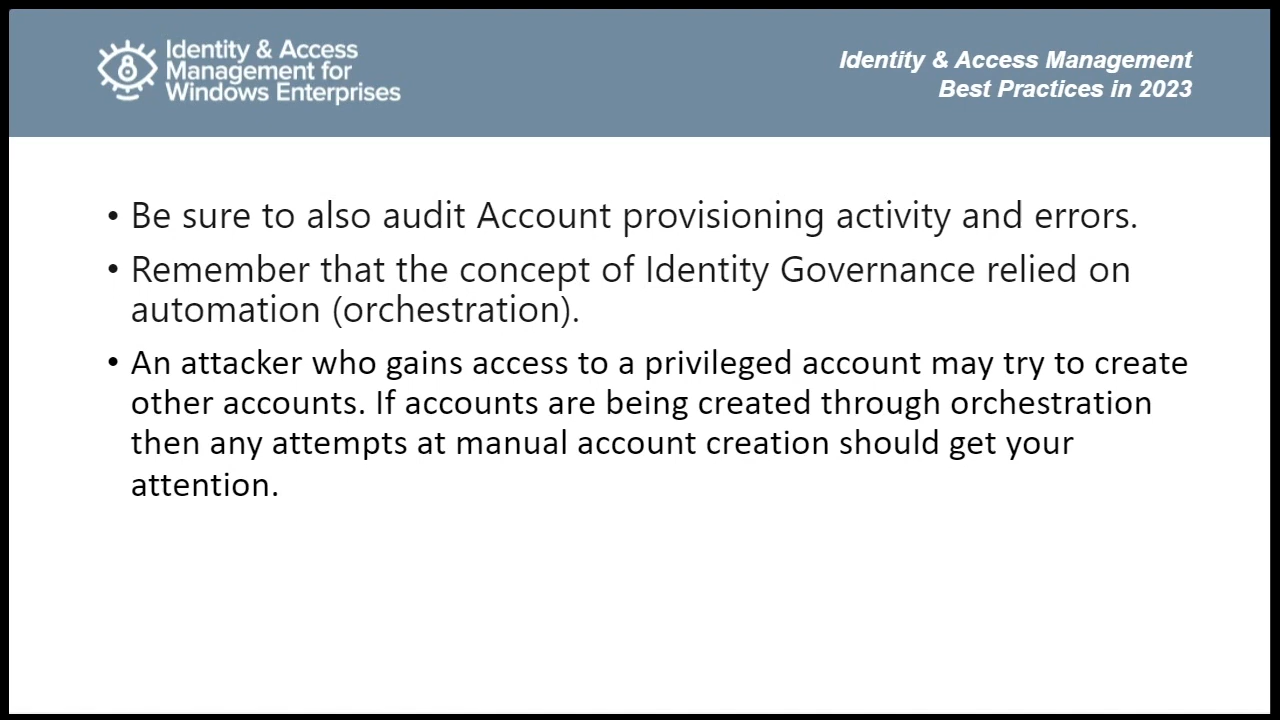 Identity & Access
Management for
Windows Enterprises
Identity & Access Management
Best Practices in 2023
• Be sure to also audit Account provisioning activity and errors.
• Remember that the concept of Identity Governance relied on
automation (orchestration).
• An attacker who gains access to a privileged account may try to create
other accounts. If accounts are being created through orchestration
then any attempts at manual account creation should get your
attention.